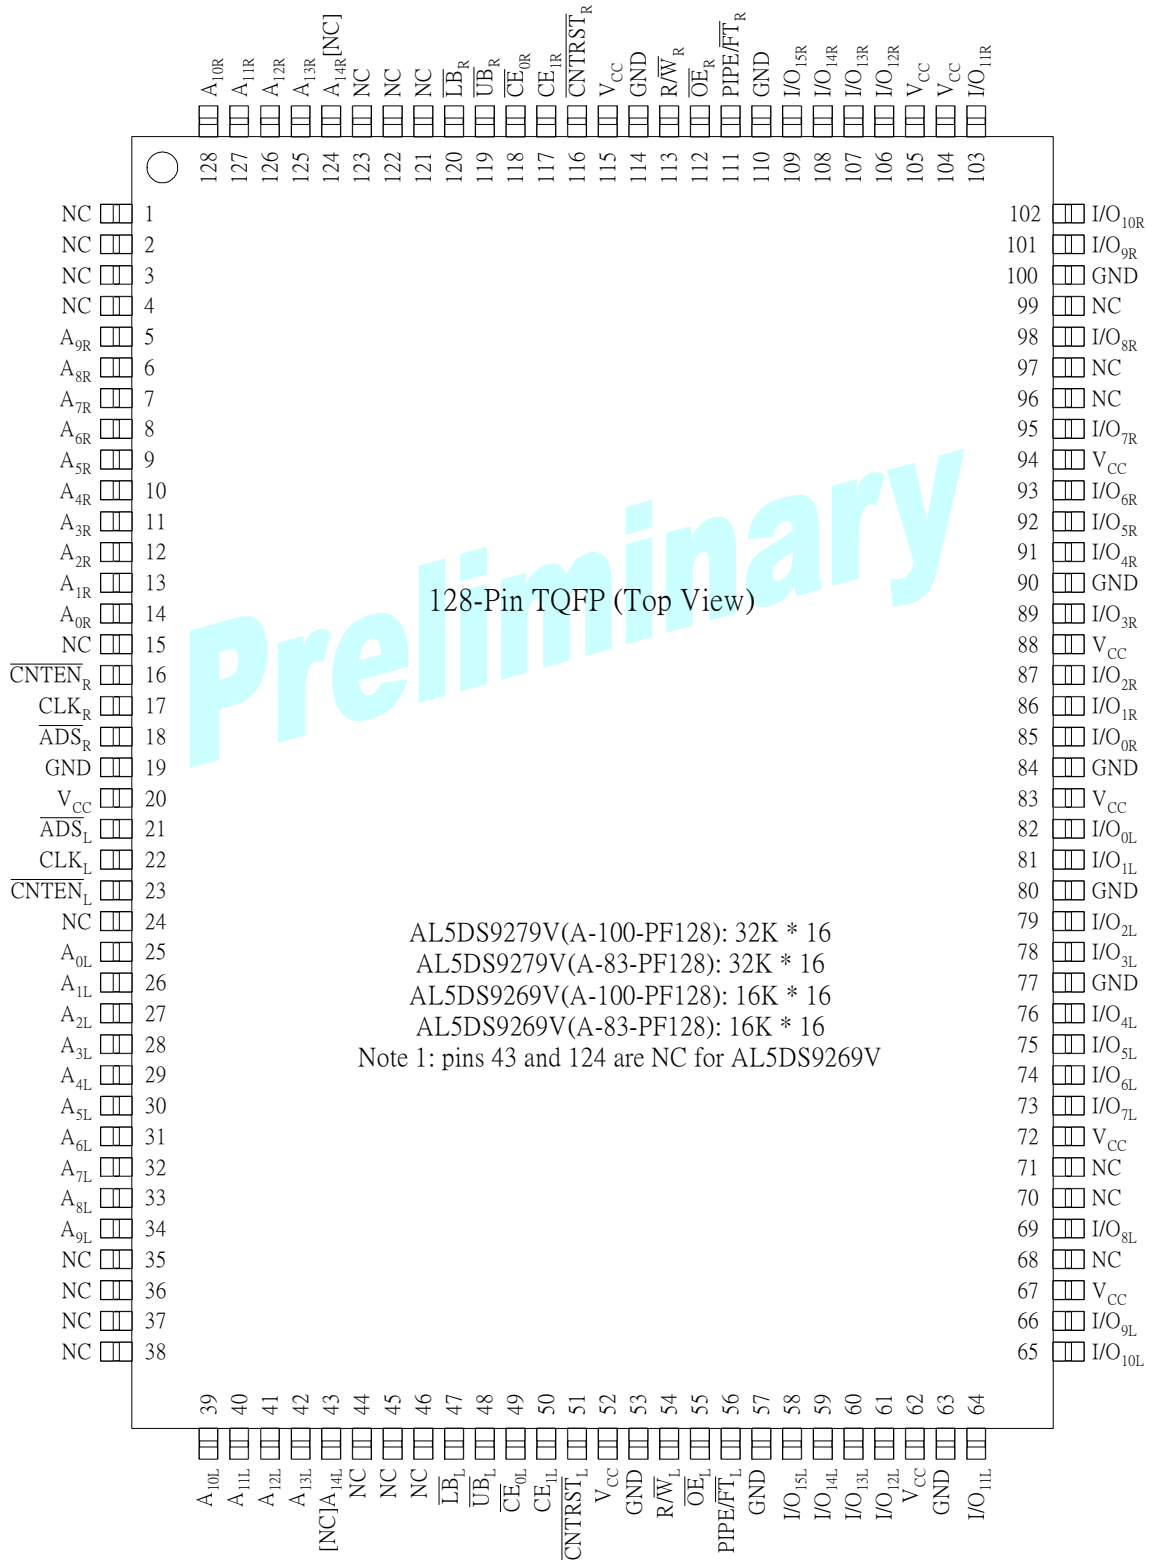 A10R A11R A12R A13R A14R[NC] NC NC NC LBR UBR CE0R CE1R CNTRSTR VCC GND R/WR OER PIPE/FTR GND I/O15R I/O14R I/O13R I/O12R VCC VCC I/O11R
128 127 126 125 124 123 122 121 120 119 118 117 116 115 114 113 112 111 110 109 108 107 106 105 104 103
NC 1 102 I/O10R
NC 2 101 I/O9R
NC 3 100 GND
NC 4 99 NC
A9R 5 98 I/O8R
A8R 6 97 NC
A7R 7 96 NC
A6R 8 95 I/O7R
A5R 9 94 VCC
A4R 10 93 I/O6R
A3R 11 92 I/O5R
A2R 12 91 I/O4R
A1R 13 90 GND
A0R 14 89 I/O3R
NC 15 88 VCC
CNTENR 16 87 I/O2R
CLKR 17 86 I/O1R
ADSR 18 85 I/O0R
GND 19 84 GND
VCC 20 83 VCC
ADSL 21 82 I/O0L
CLKL 22 81 I/O1L
CNTENL 23 80 GND
NC 24 79 I/O2L
A0L 25 78 I/O3L
A1L 26 77 GND
A2L 27 76 I/O4L
A3L 28 75 I/O5L
A4L 29 74 I/O6L
A5L 30 73 I/O7L
A6L 31 72 VCC
A7L 32 71 NC
A8L 33 70 NC
A9L 34 69 I/O8L
NC 35 68 NC
NC 36 67 VCC
NC 37 66 I/O9L
NC 38 65 I/O10L
Preliminary
128-Pin TQFP (Top View)
AL5DS9279V(A-100-PF128): 32K * 16
AL5DS9279V(A-83-PF128): 32K * 16
AL5DS9269V(A-100-PF128): 16K * 16
AL5DS9269V(A-83-PF128): 16K * 16
Note 1: pins 43 and 124 are NC for AL5DS9269V
39 40 41 42 43 44 45 46 47 48 49 50 51 52 53 54 55 56 57 58 59 60 61 62 63 64
A10L A11L A12L A13L [NC]A14L NC NC NC LBL UBL CE0L CE1L CNTRSTL VCC GND R/WL OEL PIPE/FTL GND I/O15L I/O14L I/O13L I/O12L VCC GND I/O11L